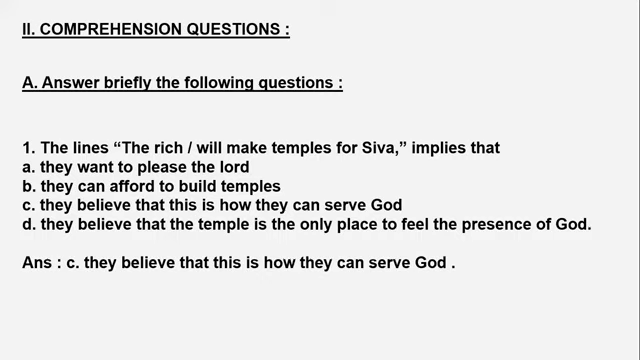 II. COMPREHENSION QUESTIONS :
A. Answer briefly the following questions :
1. The lines “The rich / will make temples for Siva,” implies that
a. they want to please the lord
b. they can afford to build temples
c. they believe that this is how they can serve God
d. they believe that the temple is the only place to feel the presence of God.
Ans : c. they believe that this is how they can serve God .